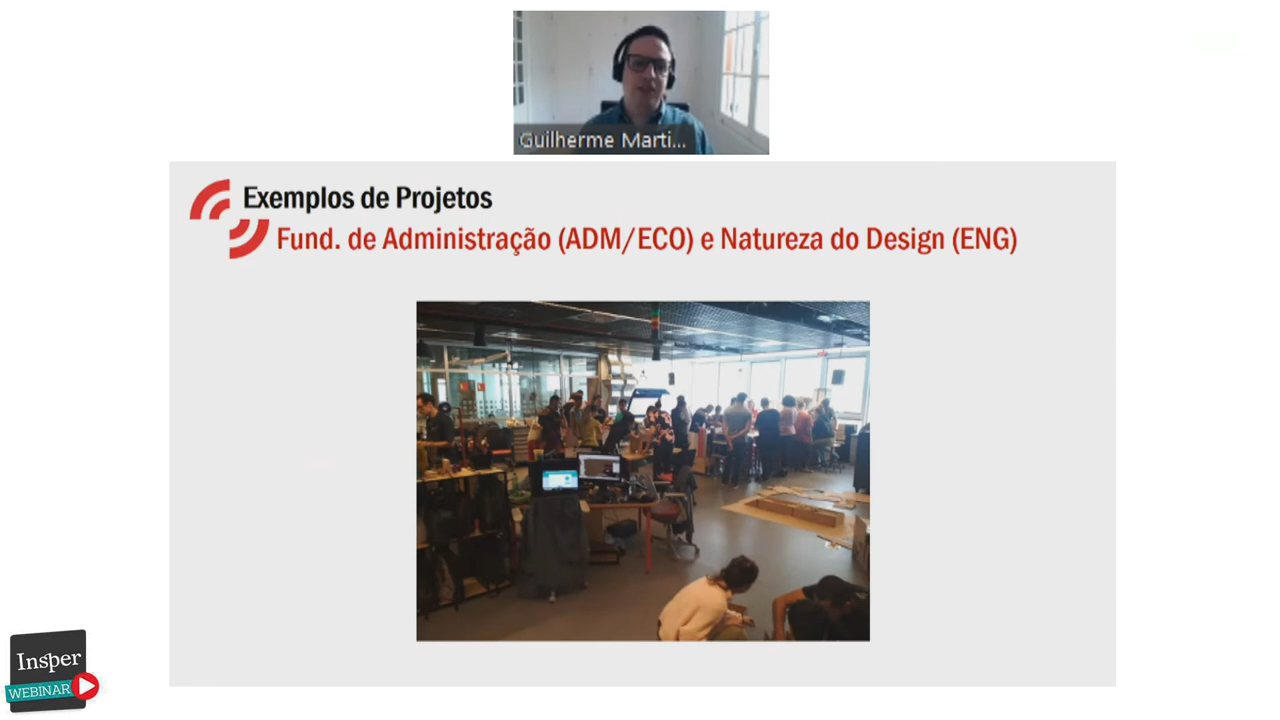 Guilherme Marti...
Exemplos de Projetos
Fund. de Administração (ADM/ECO) e Natureza do Design (ENG)
Insper
WEBINAR